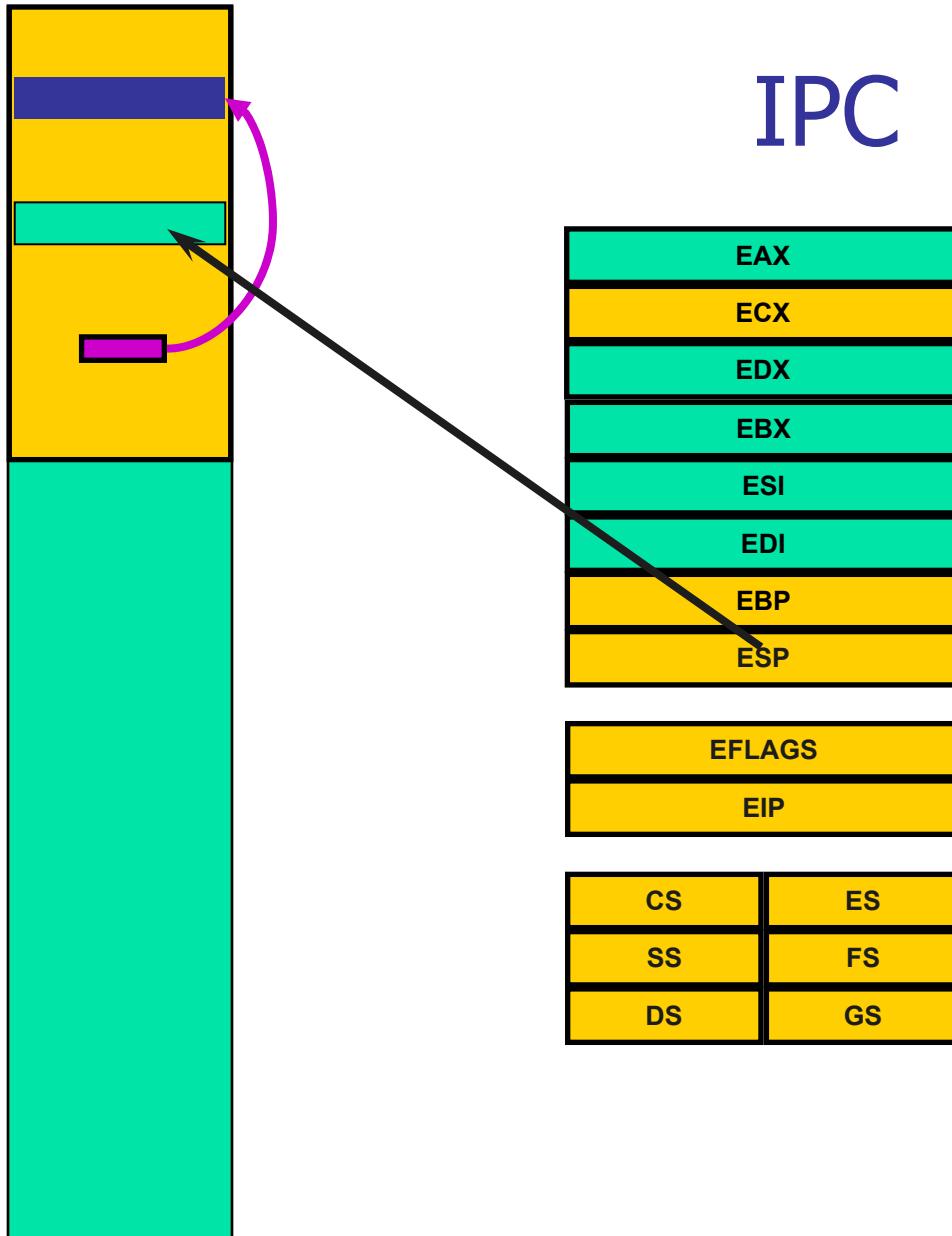 IPC
EAX
ECX
EDX
EBX
ESI
EDI
EBP
ESP
EFLAGS
EIP
CS ES
SS FS
DS GS